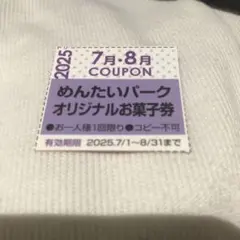 2025
7月・8月
COUPON
めんたいパーク
オリジナルお菓子券
●お一人様1回限り ●コピー不可
有効期間 2025.7/1~8/31まで